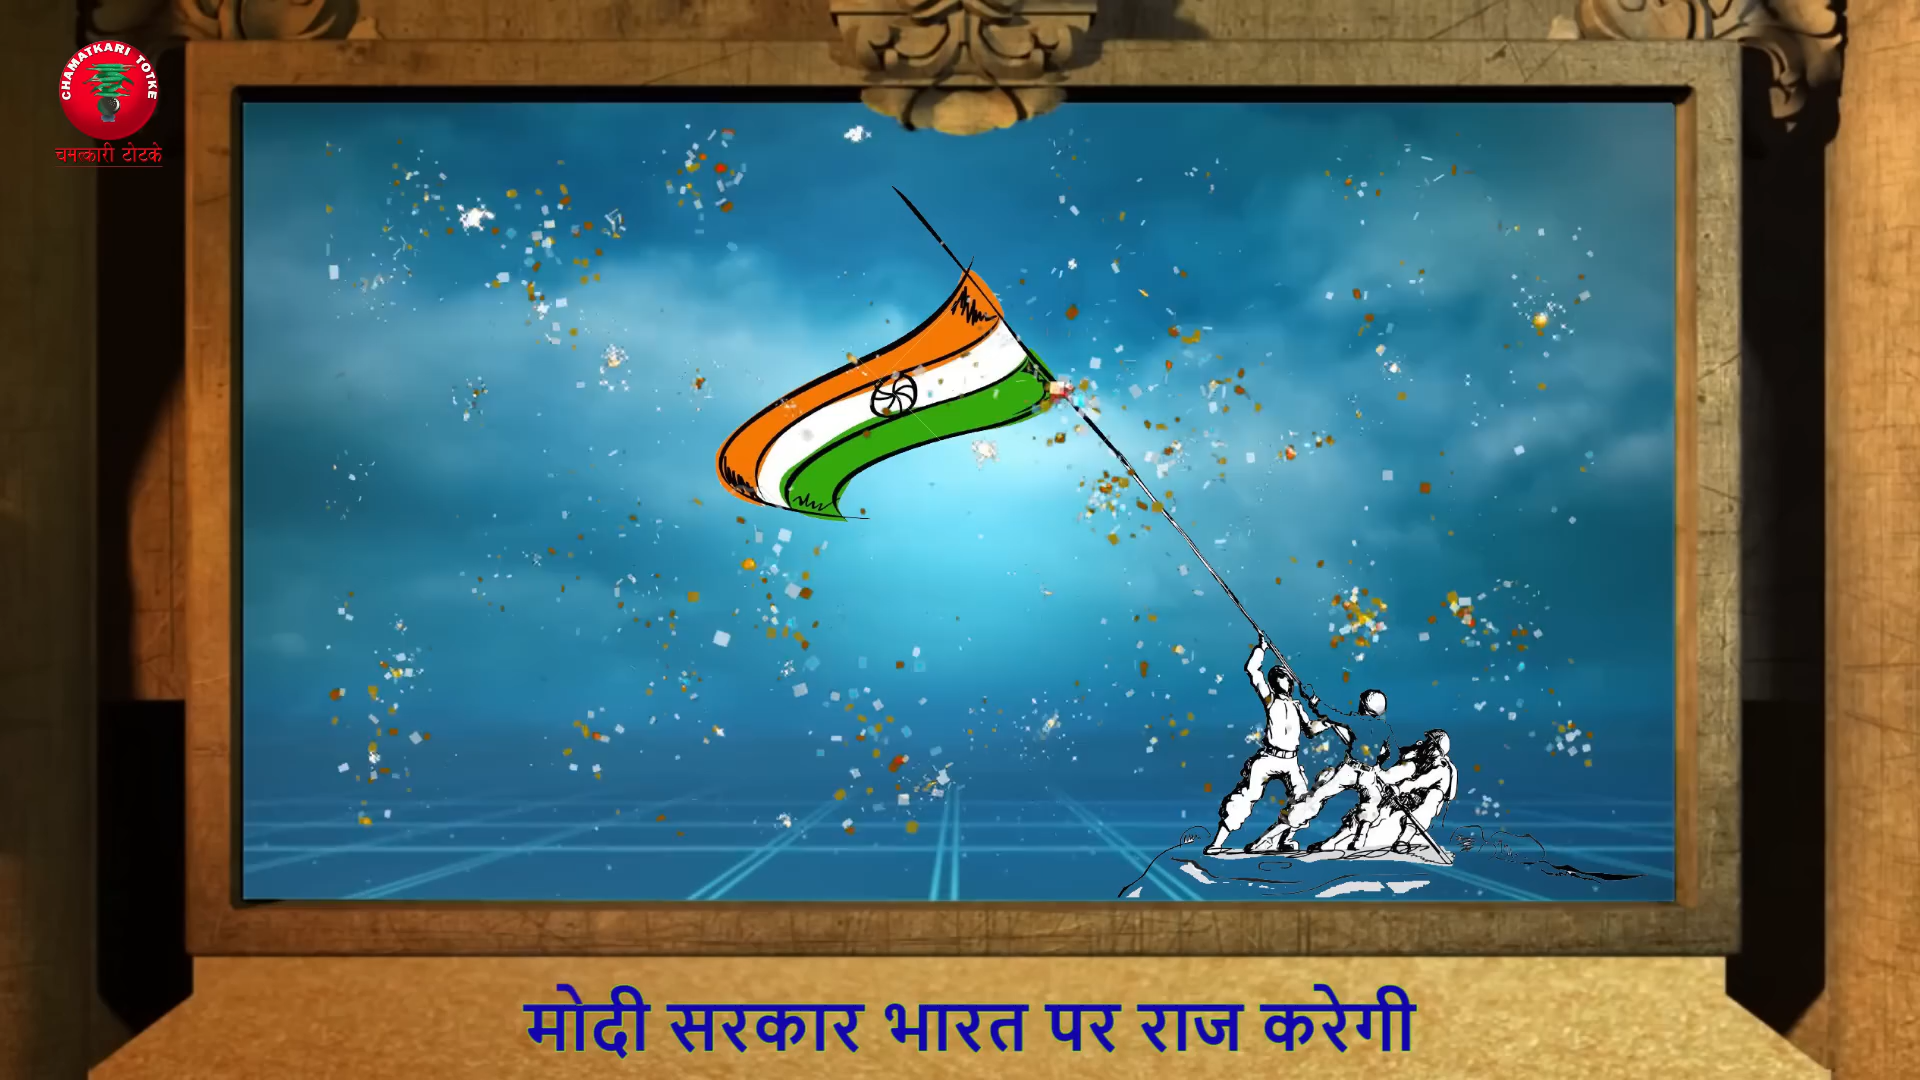 CHAMATKARI TOTKE
चमत्कारी टोटके
मोदी सरकार भारत पर राज करेगी